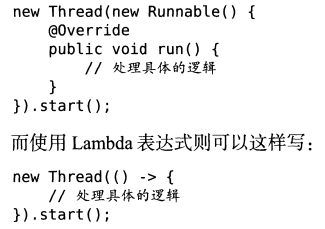 new Thread(new Runnable() {
    @Override
    public void run() {
        // 处理具体的逻辑
    }
}).start();
而使用 Lambda 表达式则可以这样写：
new Thread(() -> {
    // 处理具体的逻辑
}).start();